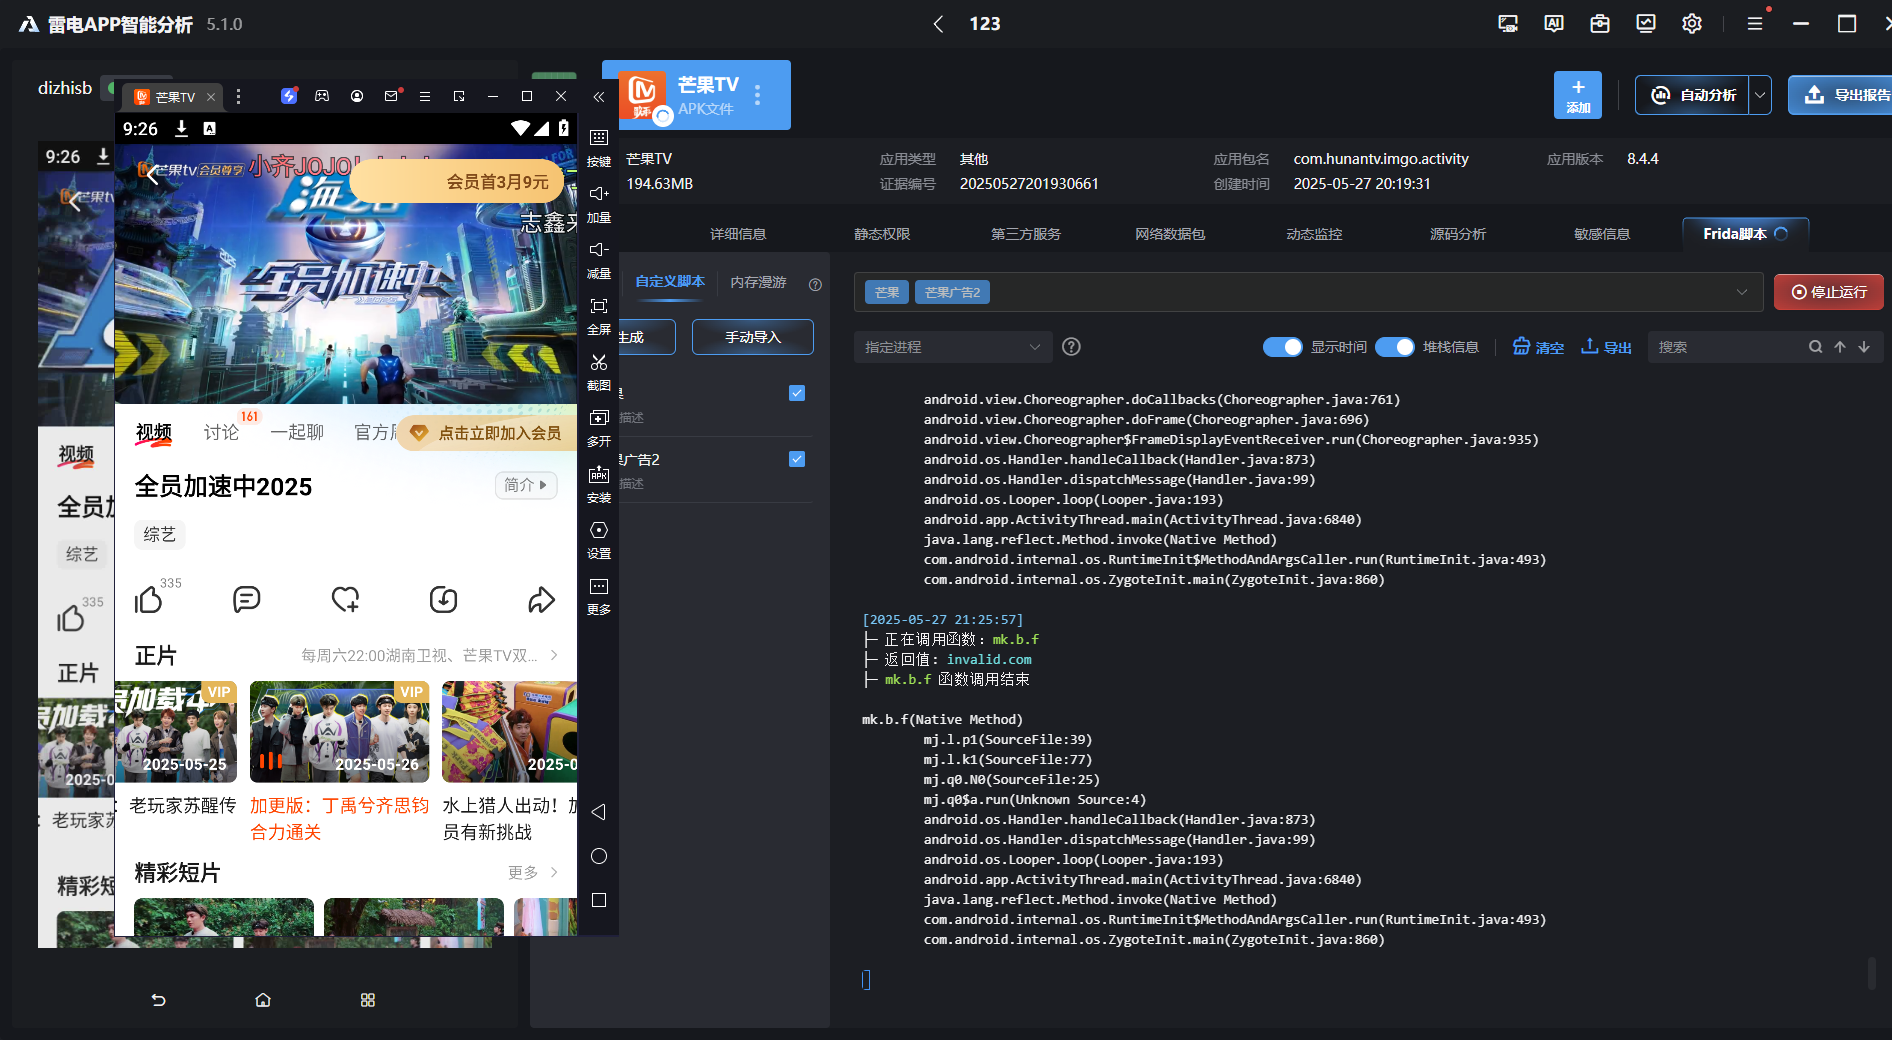 雷电APP智能分析 5.1.0
123
dizhisb
芒果TV
芒果TV
APK文件
添加
自动分析
导出报告
9:26
9:26
芒果tv 会员尊享
小齐JOJO
会员首3月9元
志鑫来
全员加速中
按键
加量
减量
全屏
截图
多开
安装
设置
更多
芒果TV
应用类型 其他
应用包名 com.hunantv.imgo.activity
应用版本 8.4.4
194.63MB
证据编号 20250527201930661
创建时间 2025-05-27 20:19:31
详细信息
静态权限
第三方服务
网络数据包
动态监控
源码分析
敏感信息
Frida脚本
自定义脚本
内存漫游
生成
手动导入
描述
果广告2
描述
芒果
芒果广告2
停止运行
指定进程
显示时间
堆栈信息
清空
导出
搜索
视频
讨论
161
一起聊
官方
点击立即加入会员
全员加速中2025
简介
综艺
335
正片
每周六22:00湖南卫视、芒果TV双...
VIP
2025-05-25
VIP
2025-05-26
2025-0
: 老玩家苏醒传
加更版：丁禹兮齐思钧
合力通关
水上猎人出动！加
员有新挑战
精彩短片
更多
视频
全员加
综艺
335
正片
员加载
2025-0
: 老玩家苏
精彩短
android.view.Choreographer.doCallbacks(Choreographer.java:761)
android.view.Choreographer.doFrame(Choreographer.java:696)
android.view.Choreographer$FrameDisplayEventReceiver.run(Choreographer.java:935)
android.os.Handler.handleCallback(Handler.java:873)
android.os.Handler.dispatchMessage(Handler.java:99)
android.os.Looper.loop(Looper.java:193)
android.app.ActivityThread.main(ActivityThread.java:6840)
java.lang.reflect.Method.invoke(Native Method)
com.android.internal.os.RuntimeInit$MethodAndArgsCaller.run(RuntimeInit.java:493)
com.android.internal.os.ZygoteInit.main(ZygoteInit.java:860)
[2025-05-27 21:25:57]
├─ 正在调用函数：mk.b.f
├─ 返回值：invalid.com
├─ mk.b.f 函数调用结束
mk.b.f(Native Method)
mj.l.p1(SourceFile:39)
mj.l.k1(SourceFile:77)
mj.q0.N0(SourceFile:25)
mj.q0$a.run(Unknown Source:4)
android.os.Handler.handleCallback(Handler.java:873)
android.os.Handler.dispatchMessage(Handler.java:99)
android.os.Looper.loop(Looper.java:193)
android.app.ActivityThread.main(ActivityThread.java:6840)
java.lang.reflect.Method.invoke(Native Method)
com.android.internal.os.RuntimeInit$MethodAndArgsCaller.run(RuntimeInit.java:493)
com.android.internal.os.ZygoteInit.main(ZygoteInit.java:860)